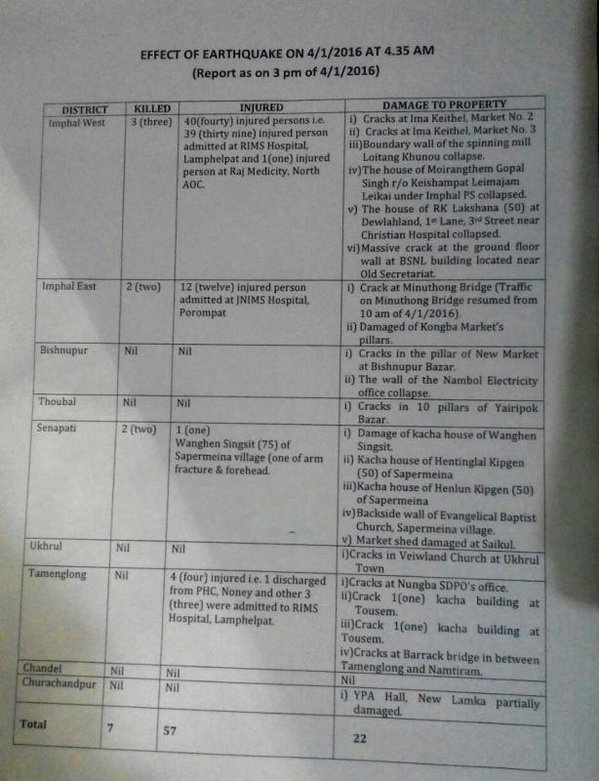 EFFECT OF EARTHQUAKE ON 4/1/2016 AT 4.35 AM
(Report as on 3 pm of 4/1/2016)
DISTRICT KILLED INJURED DAMAGE TO PROPERTY
Imphal West
3 (three)
40(fourty) injured persons i.e.
39 (thirty nine) injured person
admitted at RIMS Hospital,
Lamphelpat and 1(one) injured
person at Raj Medicity, North
AOC.
i) Cracks at Ima Keithel, Market No. 2
ii) Cracks at Ima Keithel, Market No. 3
iii)Boundary wall of the spinning mill
Loitang Khunou collapse.
iv)The house of Moirangthem Gopal
Singh r/o Keishampat Leimajam
Leikai under Imphal PS collapsed.
v) The house of RK Lakshana (50) at
Dewlahland, 1st Lane, 3rd Street near
Christian Hospital collapsed.
vi)Massive crack at the ground floor
wall at BSNL building located near
Old Secretariat.
Imphal East
2 (two)
12 (twelve) injured person
admitted at JNIMS Hospital,
Porompat
i) Crack at Minuthong Bridge (Traffic
on Minuthong Bridge resumed from
10 am of 4/1/2016).
ii) Damaged of Kongba Market's
pillars.
Bishnupur
Nil
Nil
i) Cracks in the pillar of New Market
at Bishnupur Bazar.
ii) The wall of the Nambol Electricity
office collapse.
Thoubal
Nil
Nil
i) Cracks in 10 pillars of Yairipok
Bazar.
Senapati
2 (two)
1 (one)
Wanghen Singsit (75) of
Sapermeina village (one of arm
fracture & forehead.
i) Damage of kacha house of Wanghen
Singsit.
ii) Kacha house of Hentinglal Kipgen
(50) of Sapermeina
iii)Kacha house of Henlun Kipgen (50)
of Sapermeina
iv)Backside wall of Evangelical Baptist
Church, Sapermeina village.
v) Market shed damaged at Saikul.
Ukhrul
Nil
Nil
i)Cracks in Veiwland Church at Ukhrul
Town
Tamenglong
Nil
4 (four) injured i.e. 1 discharged
from PHC, Noney and other 3
(three) were admitted to RIMS
Hospital, Lamphelpat.
i)Cracks at Nungba SDPO's office.
ii)Crack 1(one) kacha building at
Tousem.
iii)Crack 1(one) kacha building at
Tousem.
iv)Cracks at Barrack bridge in between
Tamenglong and Namtiram.
Chandel
Nil
Nil
Nil
Churachandpur
Nil
Nil
i) YPA Hall, New Lamka partially
damaged.
Total
7
57
22